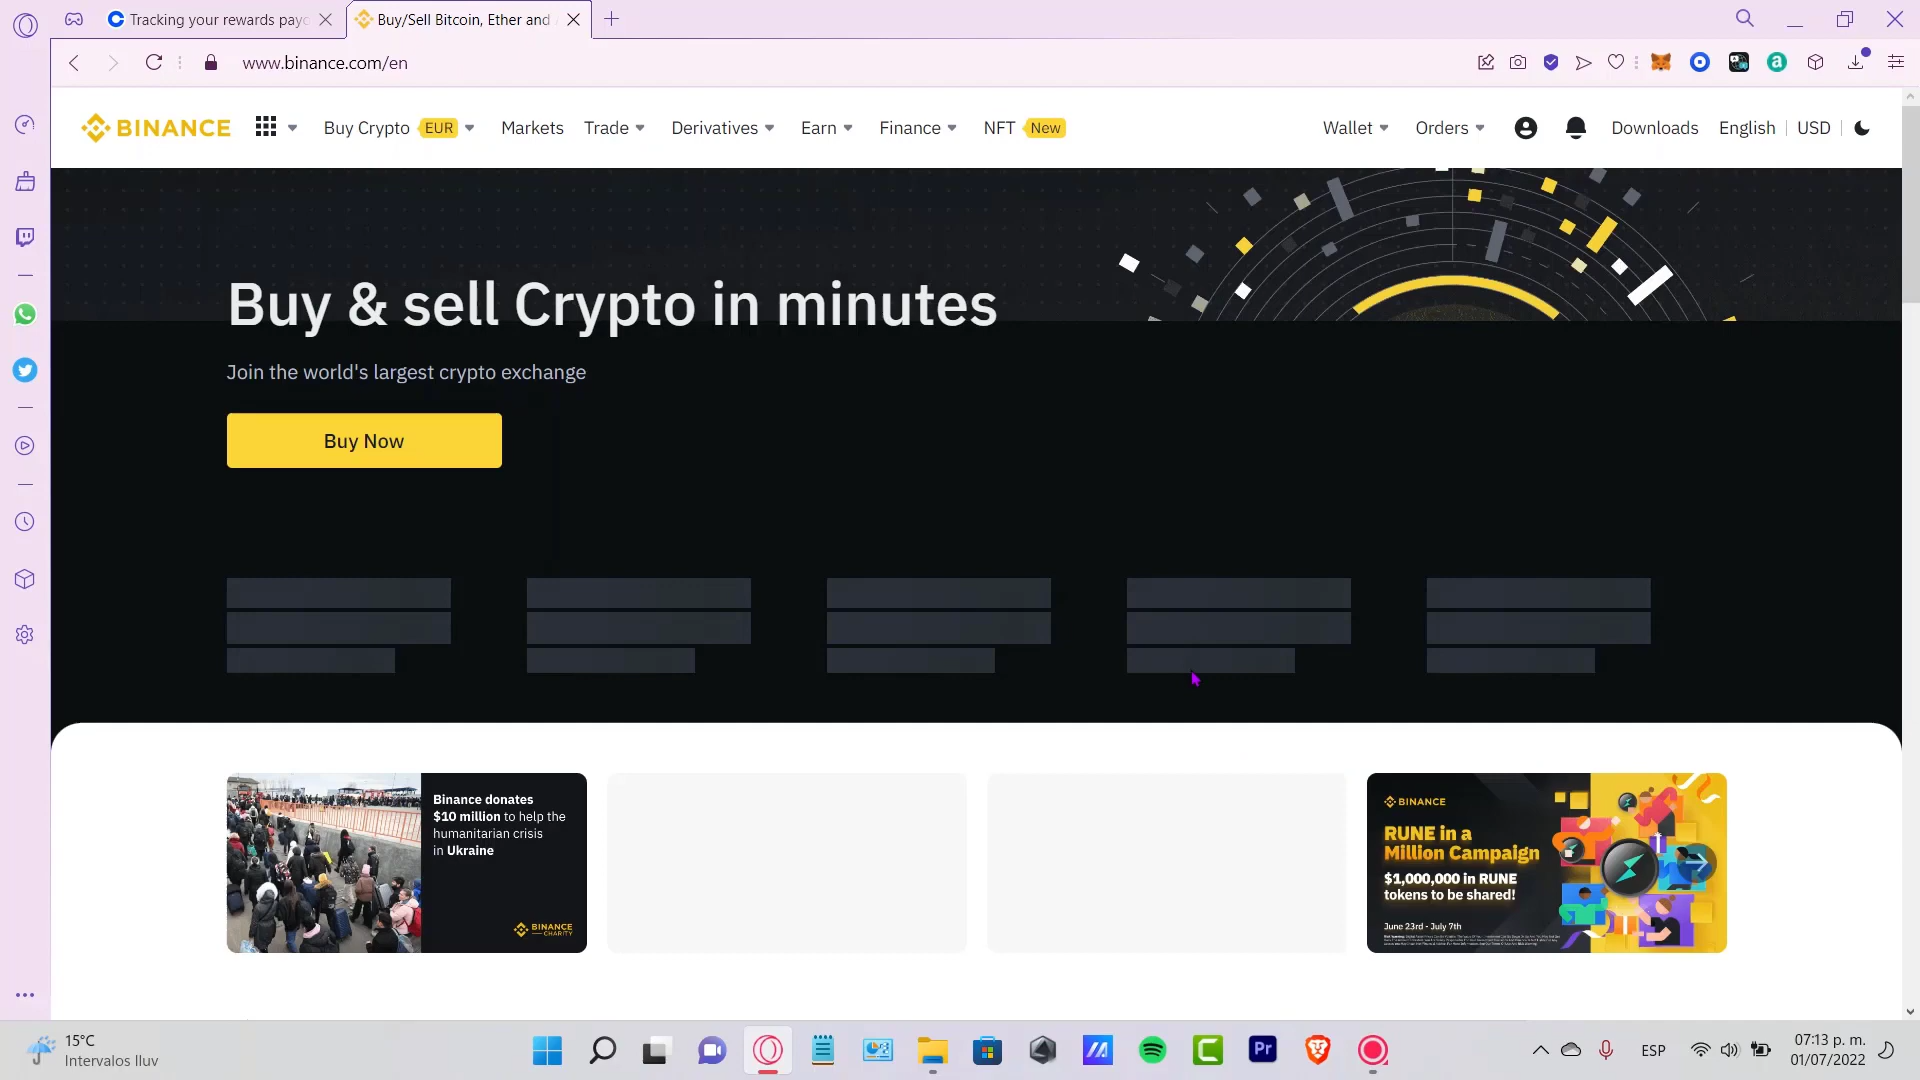 Tracking your rewards payo
Buy/Sell Bitcoin, Ether and
www.binance.com/en
BINANCE
Buy Crypto EUR
Markets
Trade
Derivatives
Earn
Finance
NFT New
Wallet
Orders
Downloads
English
USD
Buy & sell Crypto in minutes
Join the world's largest crypto exchange
Buy Now
Binance donates
$10 million to help the
humanitarian crisis
in Ukraine
BINANCE
CHARITY
BINANCE
RUNE in a
Million Campaign
$1,000,000 in RUNE
tokens to be shared!
June 23rd - July 7th
15°C
Intervalos lluv
Pr
ESP
07:13 p. m.
01/07/2022